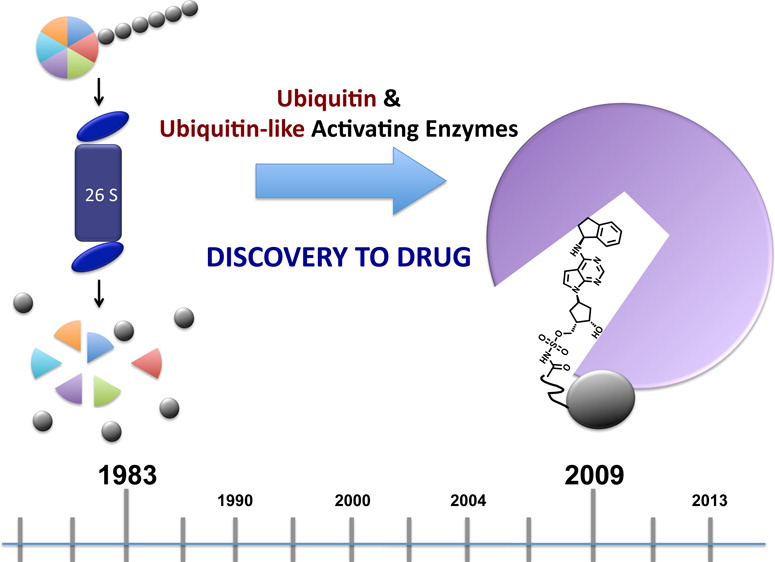 Ubiquitin &
Ubiquitin-like Activating Enzymes
26 S
DISCOVERY TO DRUG
HN
N
N
N
HO
O
O
S
O
HN
O
1983
2009
1990
2000
2004
2013